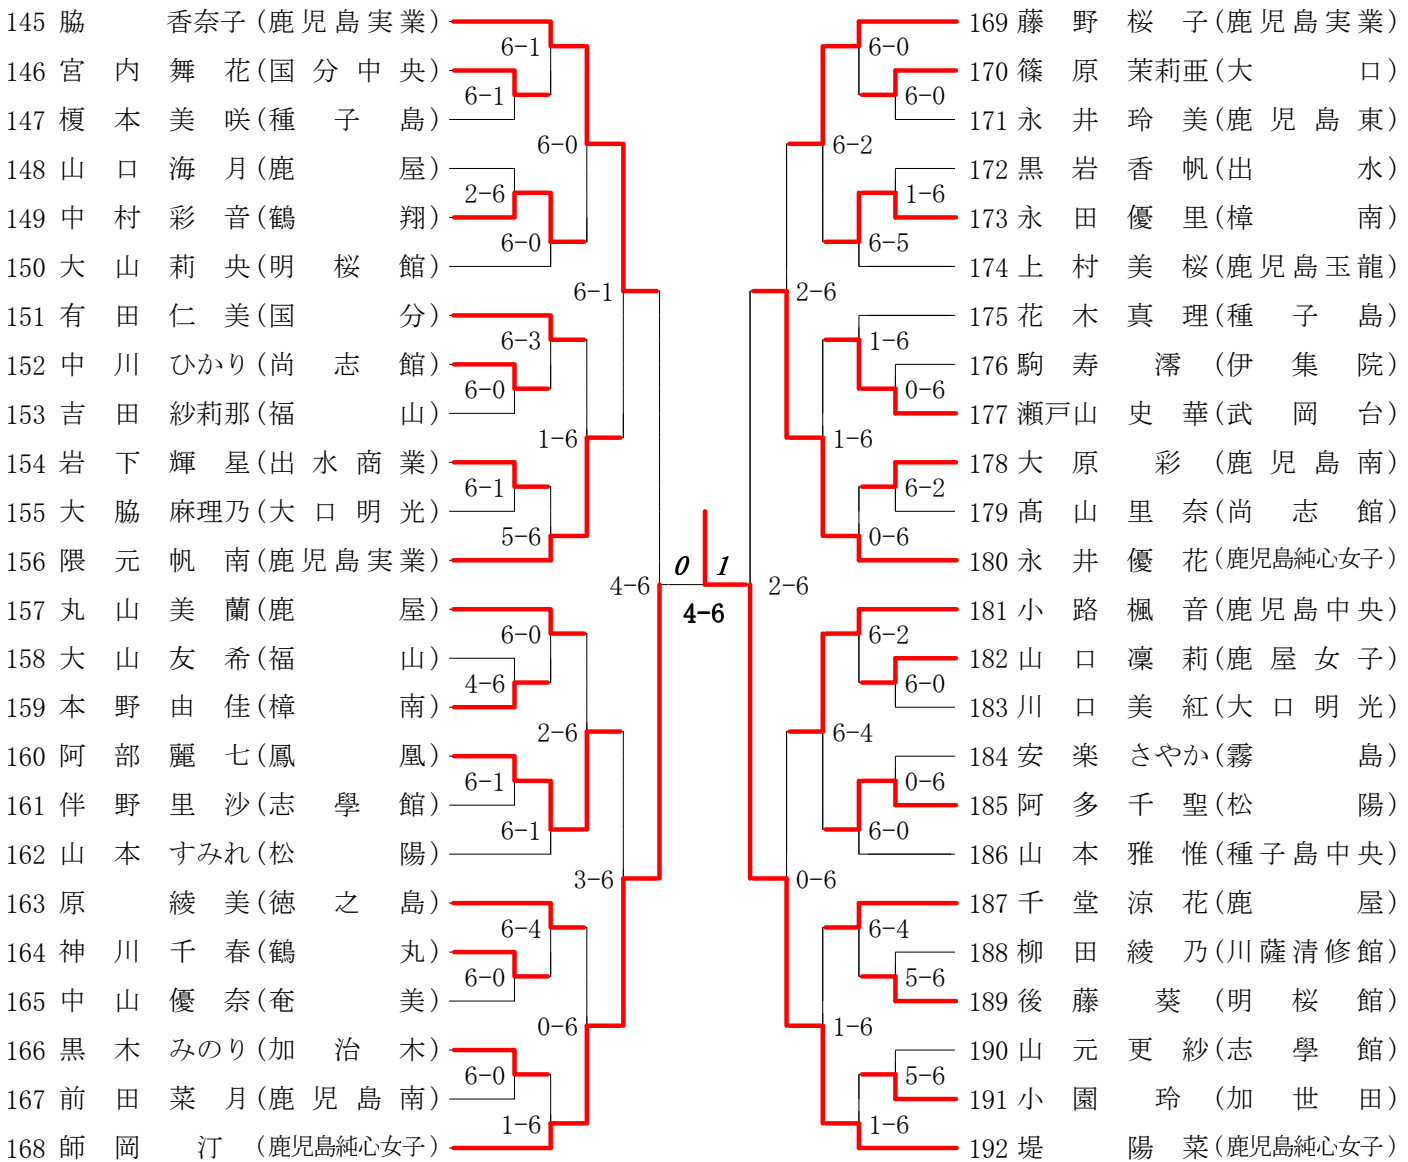 145 脇 香奈子 (鹿児島実業)
6-1
146 宮内舞花 (国分中央)
6-1
147 榎本美咲 (種子島)
6-0
148 山口海月 (鹿屋)
2-6
149 中村彩音 (鶴翔)
6-0
150 大山莉央 (明桜館)
6-1
151 有田仁美 (国分)
6-3
152 中川ひかり (尚志館)
6-0
153 吉田紗莉那 (福山)
1-6
154 岩下輝星 (出水商業)
6-1
155 大脇麻理乃 (大口明光)
5-6
156 隈元帆南 (鹿児島実業)
4-6
157 丸山美蘭 (鹿屋)
6-0
158 大山友希 (福山)
4-6
159 本野由佳 (樟南)
2-6
160 阿部麗七 (鳳凰)
6-1
161 伴野里沙 (志學館)
6-1
162 山本すみれ (松陽)
3-6
163 原 綾美 (徳之島)
6-4
164 神川千春 (鶴丸)
6-0
165 中山優奈 (奄美)
0-6
166 黒木みのり (加治木)
6-0
167 前田菜月 (鹿児島南)
1-6
168 師岡 汀 (鹿児島純心女子)
0 1
4-6
169 藤野桜子 (鹿児島実業)
6-0
170 篠原茉莉亜 (大口)
6-0
171 永井玲美 (鹿児島東)
6-2
172 黒岩香帆 (出水)
1-6
173 永田優里 (樟南)
6-5
174 上村美桜 (鹿児島玉龍)
2-6
175 花木真理 (種子島)
1-6
176 駒寿 澪 (伊集院)
0-6
177 瀬戸山史華 (武岡台)
1-6
178 大原 彩 (鹿児島南)
6-2
179 髙山里奈 (尚志館)
0-6
180 永井優花 (鹿児島純心女子)
2-6
181 小路楓音 (鹿児島中央)
6-2
182 山口凜莉 (鹿屋女子)
6-0
183 川口美紅 (大口明光)
6-4
184 安楽さやか (霧島)
0-6
185 阿多千聖 (松陽)
6-0
186 山本雅惟 (種子島中央)
0-6
187 千堂涼花 (鹿屋)
6-4
188 柳田綾乃 (川薩清修館)
5-6
189 後藤 葵 (明桜館)
1-6
190 山元更紗 (志學館)
5-6
191 小園 玲 (加世田)
1-6
192 堤 陽菜 (鹿児島純心女子)